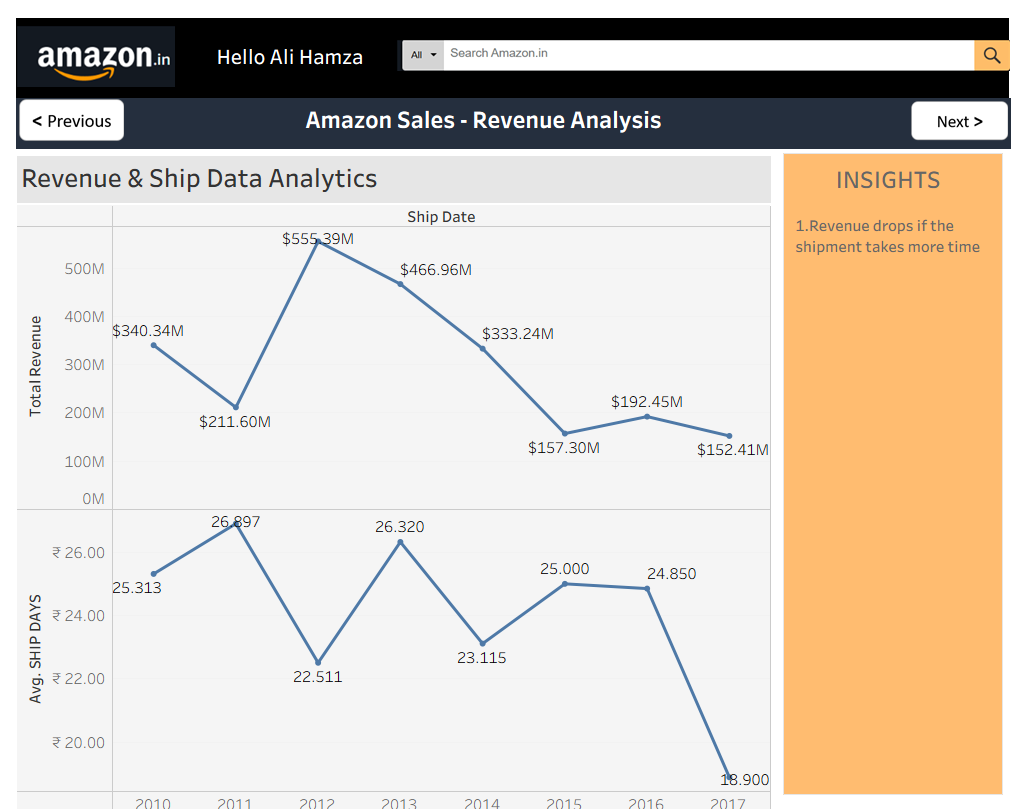 amazon.in
Hello Ali Hamza
All
Search Amazon.in
< Previous
Amazon Sales - Revenue Analysis
Next >
Revenue & Ship Data Analytics
Ship Date
Total Revenue
500M
400M
300M
200M
100M
0M
$340.34M
$211.60M
$555.39M
$466.96M
$333.24M
$157.30M
$192.45M
$152.41M
Avg. SHIP DAYS
₹ 26.00
₹ 24.00
₹ 22.00
₹ 20.00
25.313
26.897
22.511
26.320
23.115
25.000
24.850
18.900
2010 2011 2012 2013 2014 2015 2016 2017
INSIGHTS
1.Revenue drops if the
shipment takes more time